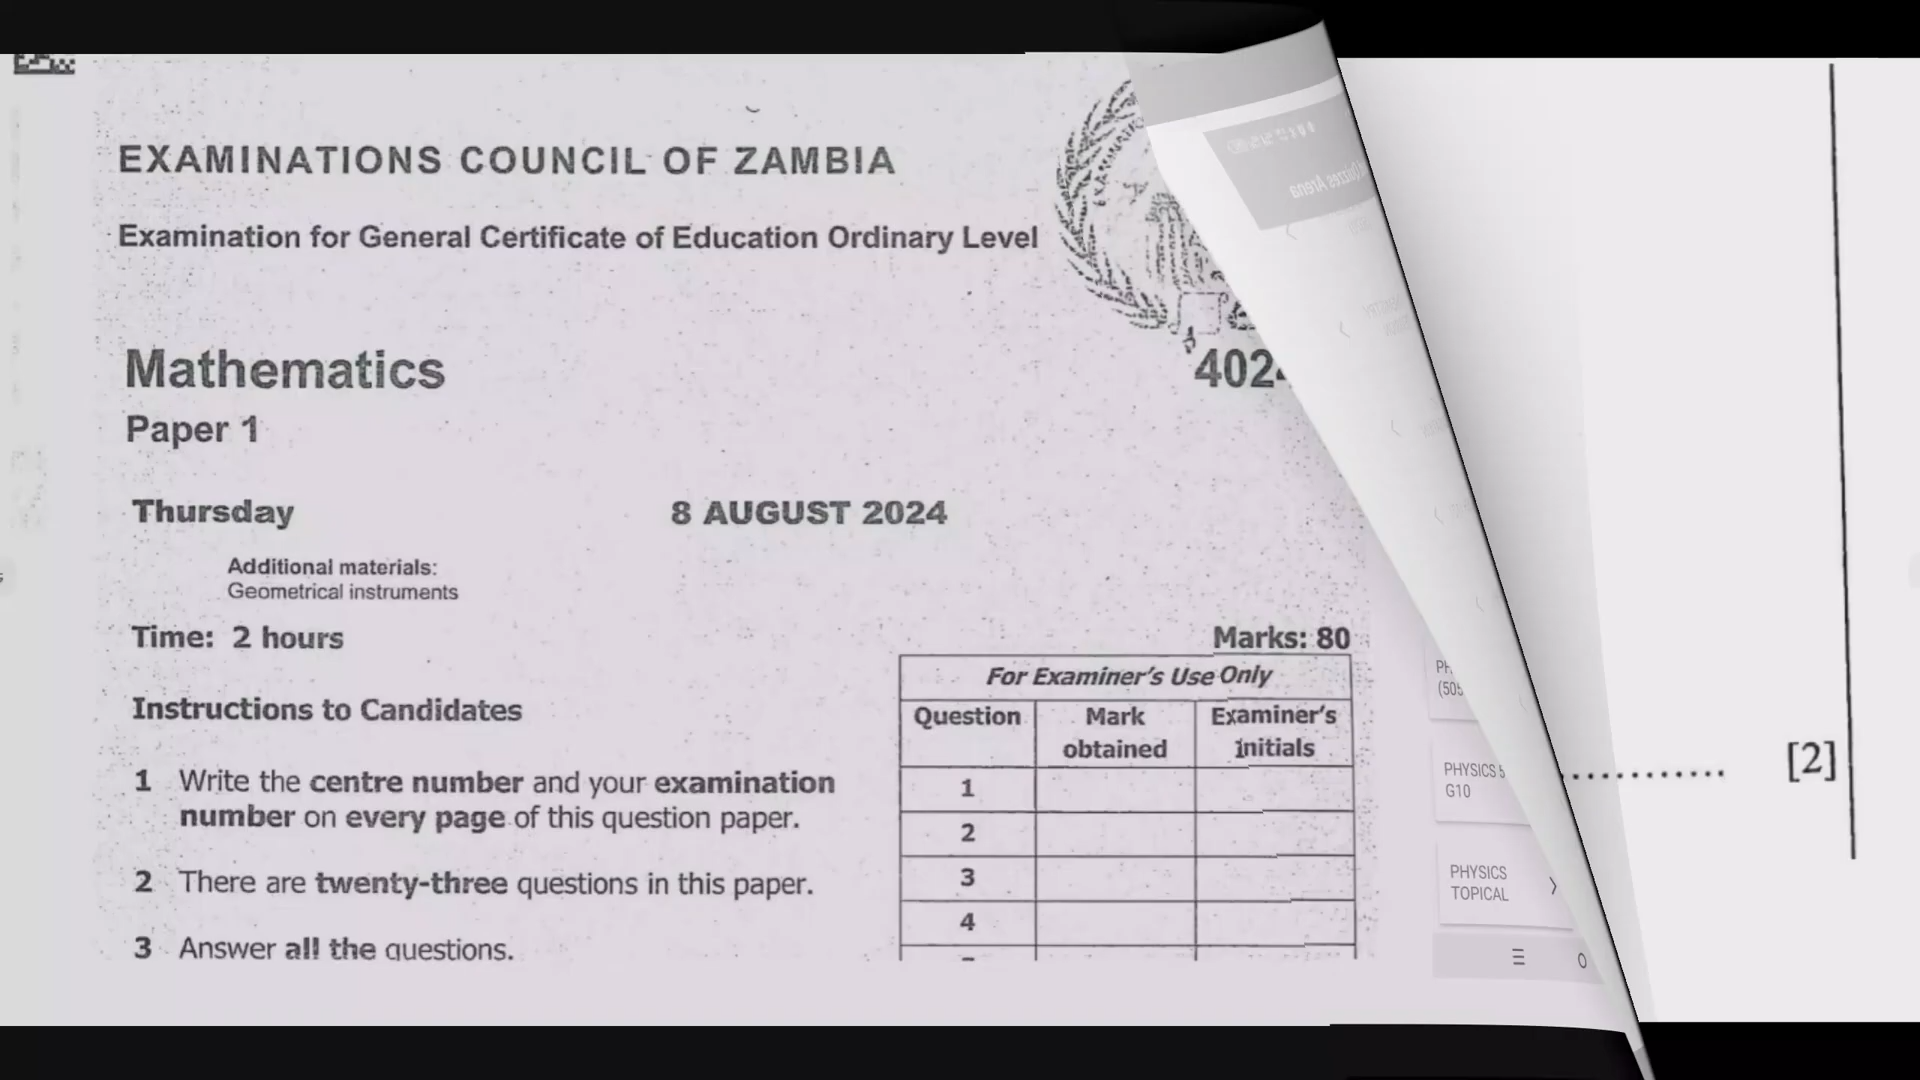 EXAMINATIONS COUNCIL OF ZAMBIA
Examination for General Certificate of Education Ordinary Level
Mathematics
402
Paper 1
Thursday
8 AUGUST 2024
Additional materials:
Geometrical instruments
Time: 2 hours
Marks: 80
For Examiner's Use Only
Question
Mark obtained
Examiner's initials
1
2
3
4
Instructions to Candidates
1 Write the centre number and your examination
number on every page of this question paper.
2 There are twenty-three questions in this paper.
3 Answer all the questions.
PHYSICS 5
G10
PHYSICS
TOPICAL
............
[2]